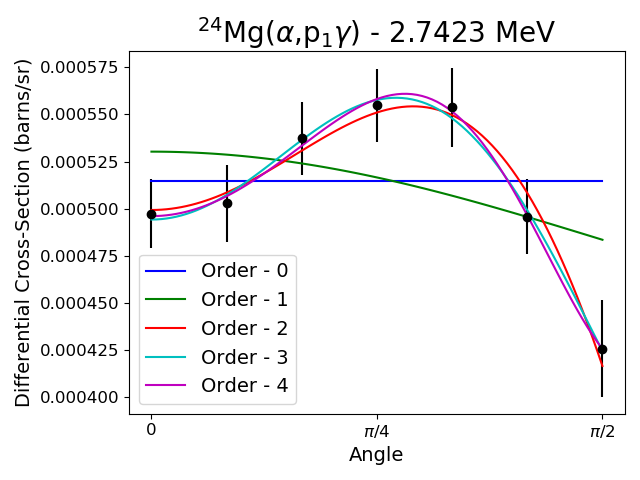 ²⁴Mg(α,p₁γ) - 2.7423 MeV
Differential Cross-Section (barns/sr)
0.000575
0.000550
0.000525
0.000500
0.000475
0.000450
0.000425
0.000400
Order - 0
Order - 1
Order - 2
Order - 3
Order - 4
0
π/4
π/2
Angle